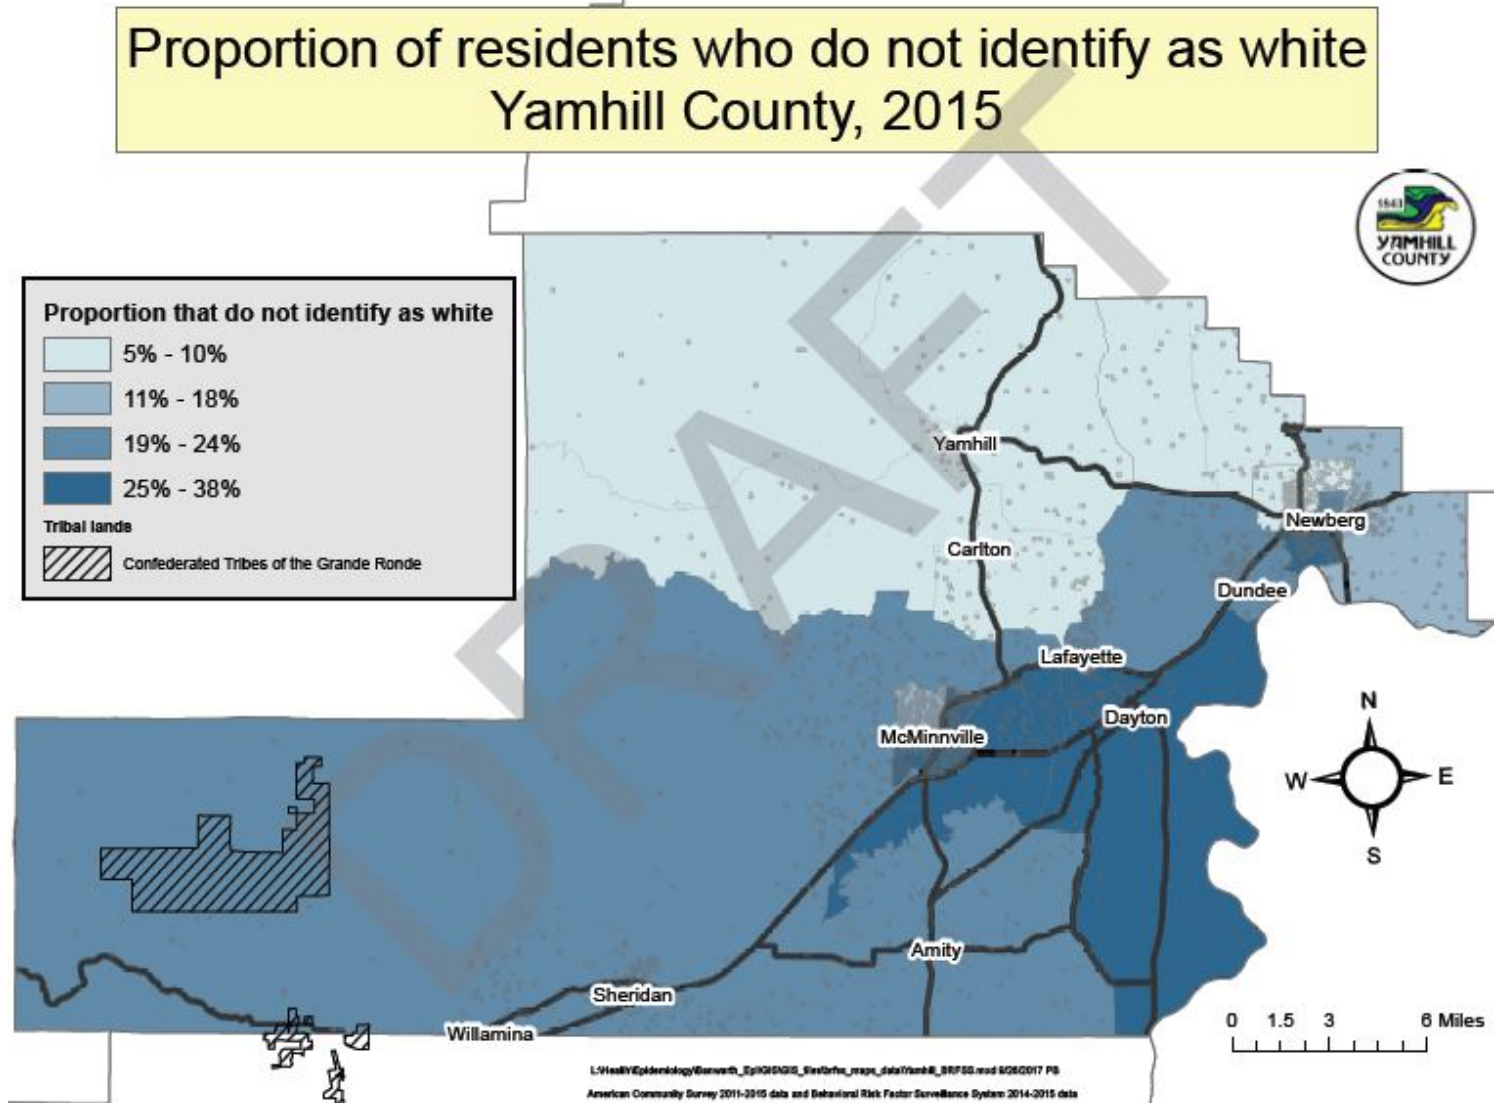 Proportion of residents who do not identify as white
Yamhill County, 2015
1843
YAMHILL
COUNTY
Proportion that do not identify as white
5% - 10%
11% - 18%
19% - 24%
25% - 38%
Tribal lands
Confederated Tribes of the Grande Ronde
DRAFT
Yamhill
Newberg
Carlton
Dundee
Lafayette
Dayton
McMinnville
Amity
Sheridan
Willamina
N
W E
S
0 1.5 3 6 Miles
American Community Survey 2011-2015 data and Behavioral Risk Factor Surveillance System 2014-2015 data